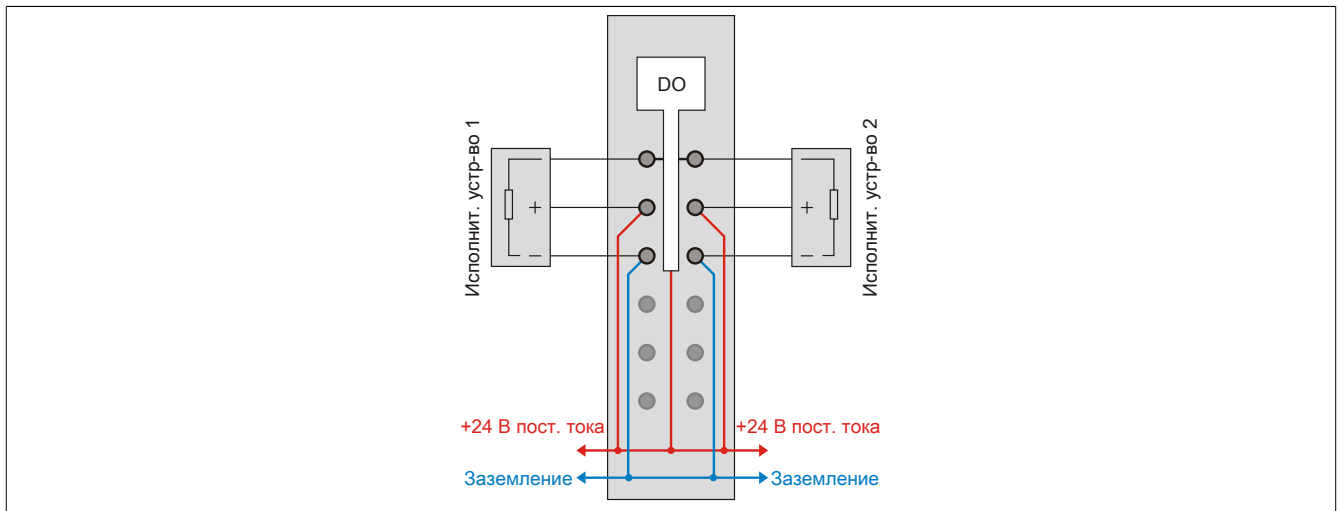 DO
Исполнит. устр-во 1
Исполнит. устр-во 2
+
−
+
−
+24 В пост. тока
+24 В пост. тока
Заземление
Заземление